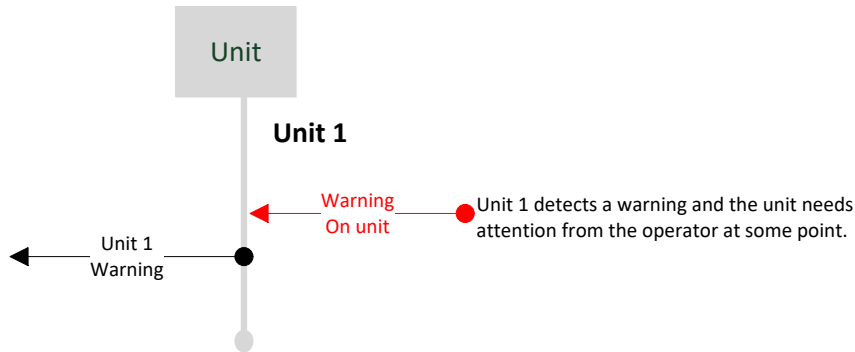 Unit
Unit 1
Warning
On unit
Unit 1 detects a warning and the unit needs
attention from the operator at some point.
Unit 1
Warning